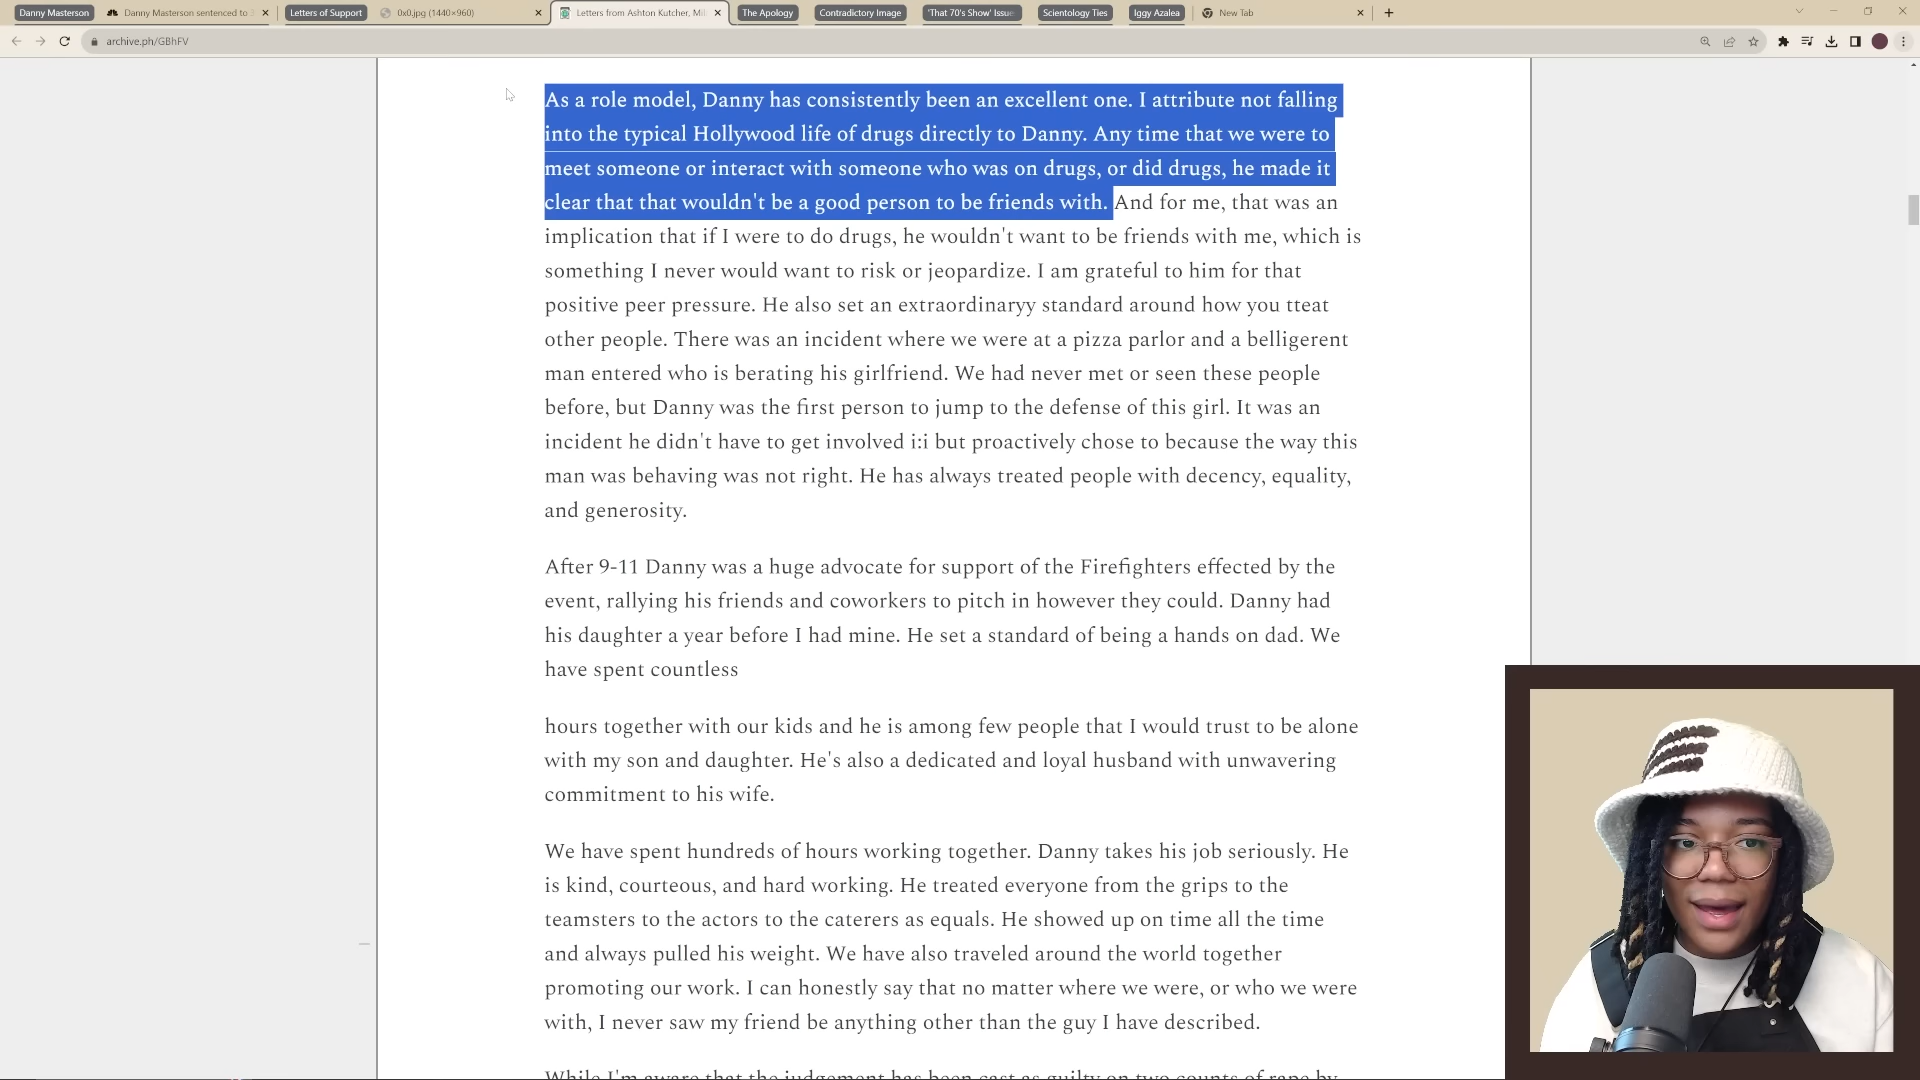 Danny Masterson
Danny Masterson sentenced to
Letters of Support
0x0.jpg (1440×960)
Letters from Ashton Kutcher, Mil
The Apology
Contradictory Image
'That 70's Show' Issue
Scientology Ties
Iggy Azalea
New Tab
archive.ph/GBhFV
As a role model, Danny has consistently been an excellent one. I attribute not falling
into the typical Hollywood life of drugs directly to Danny. Any time that we were to
meet someone or interact with someone who was on drugs, or did drugs, he made it
clear that that wouldn't be a good person to be friends with. And for me, that was an
implication that if I were to do drugs, he wouldn't want to be friends with me, which is
something I never would want to risk or jeopardize. I am grateful to him for that
positive peer pressure. He also set an extraordinaryy standard around how you tteat
other people. There was an incident where we were at a pizza parlor and a belligerent
man entered who is berating his girlfriend. We had never met or seen these people
before, but Danny was the first person to jump to the defense of this girl. It was an
incident he didn't have to get involved i:i but proactively chose to because the way this
man was behaving was not right. He has always treated people with decency, equality,
and generosity.
After 9-11 Danny was a huge advocate for support of the Firefighters effected by the
event, rallying his friends and coworkers to pitch in however they could. Danny had
his daughter a year before I had mine. He set a standard of being a hands on dad. We
have spent countless
hours together with our kids and he is among few people that I would trust to be alone
with my son and daughter. He's also a dedicated and loyal husband with unwavering
commitment to his wife.
We have spent hundreds of hours working together. Danny takes his job seriously. He
is kind, courteous, and hard working. He treated everyone from the grips to the
teamsters to the actors to the caterers as equals. He showed up on time all the time
and always pulled his weight. We have also traveled around the world together
promoting our work. I can honestly say that no matter where we were, or who we were
with, I never saw my friend be anything other than the guy I have described.
While I'm aware that the judgement has been cast as guilty on two counts of rape by